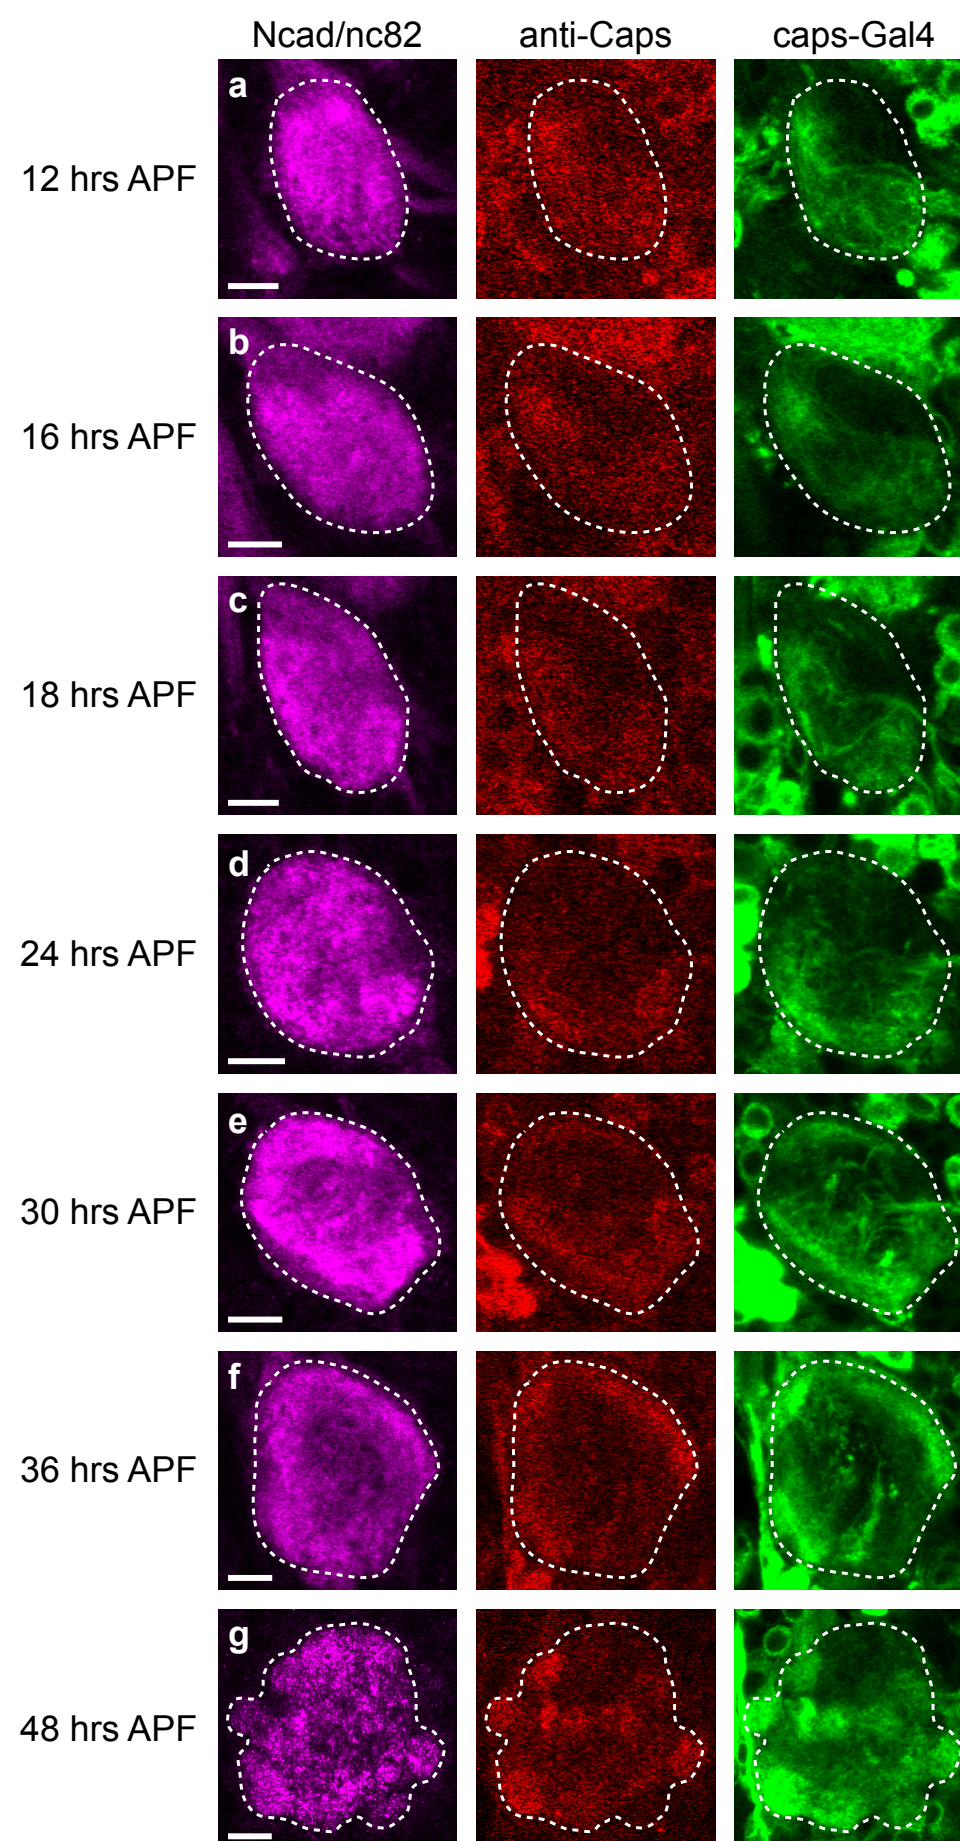 Ncad/nc82 anti-Caps caps-Gal4
a
12 hrs APF
b
16 hrs APF
c
18 hrs APF
d
24 hrs APF
e
30 hrs APF
f
36 hrs APF
g
48 hrs APF